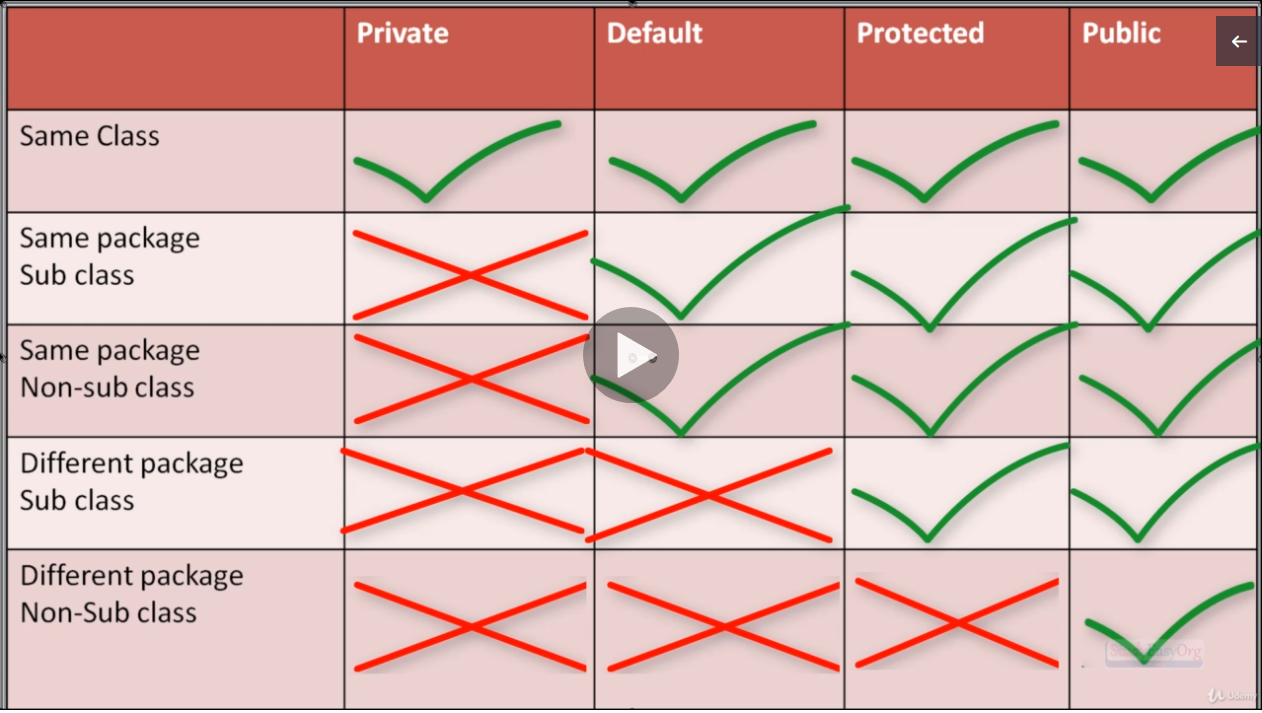 Private Default Protected Public
Same Class
Same package
Sub class
Same package
Non-sub class
Different package
Sub class
Different package
Non-Sub class
Udemy